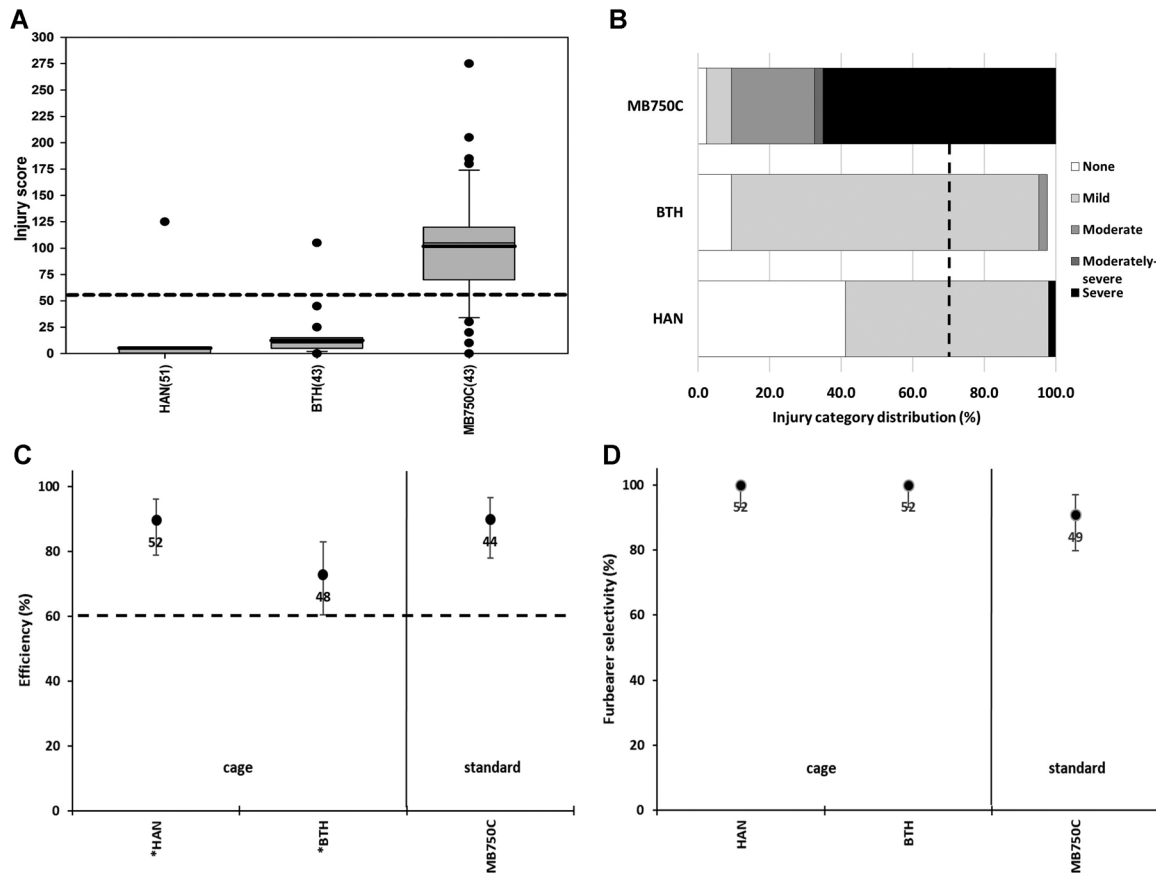 A
300
275
250
225
200
175
150
125
100
75
50
25
0
Injury score
HAN(51)
BTH(43)
MB750C(43)
B
MB750C
BTH
HAN
0.0 20.0 40.0 60.0 80.0 100.0
Injury category distribution (%)
None
Mild
Moderate
Moderately-
severe
Severe
C
100
80
60
40
20
0
Efficiency (%)
52
48
44
cage
standard
*HAN
*BTH
MB750C
D
100
80
60
40
20
0
Furbearer selectivity (%)
52
52
49
cage
standard
HAN
BTH
MB750C